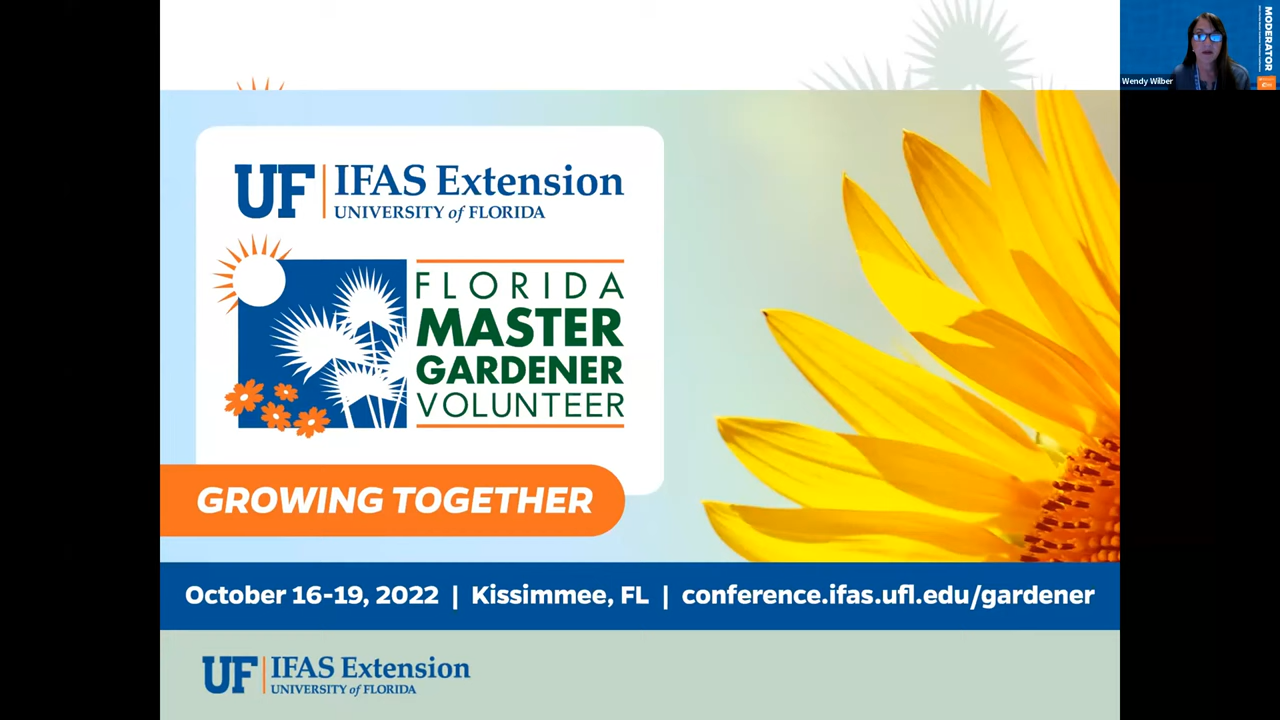 MODERATOR
Wendy Wilber
UF IFAS Extension
UNIVERSITY of FLORIDA
FLORIDA
MASTER
GARDENER
VOLUNTEER
GROWING TOGETHER
October 16-19, 2022 | Kissimmee, FL | conference.ifas.ufl.edu/gardener
UF IFAS Extension
UNIVERSITY of FLORIDA